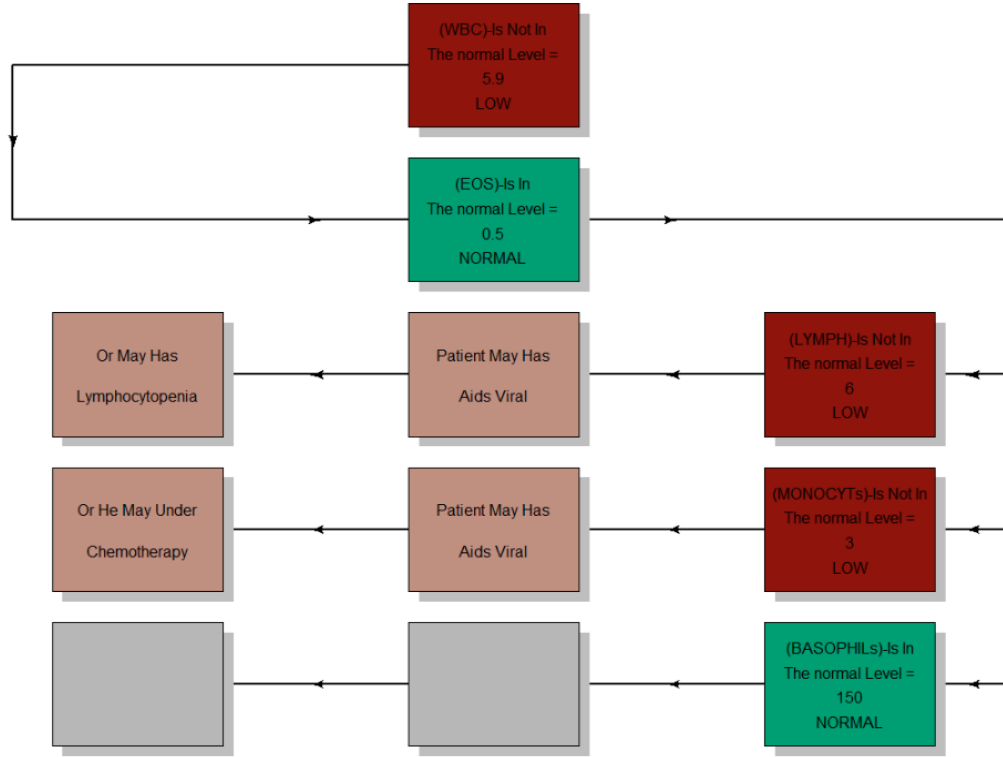 (WBC)-Is Not In
The normal Level =
5.9
LOW
(EOS)-Is In
The normal Level =
0.5
NORMAL
Or May Has
Lymphocytopenia
Patient May Has
Aids Viral
(LYMPH)-Is Not In
The normal Level =
6
LOW
Or He May Under
Chemotherapy
Patient May Has
Aids Viral
(MONOCYTs)-Is Not In
The normal Level =
3
LOW
(BASOPHILs)-Is In
The normal Level =
150
NORMAL